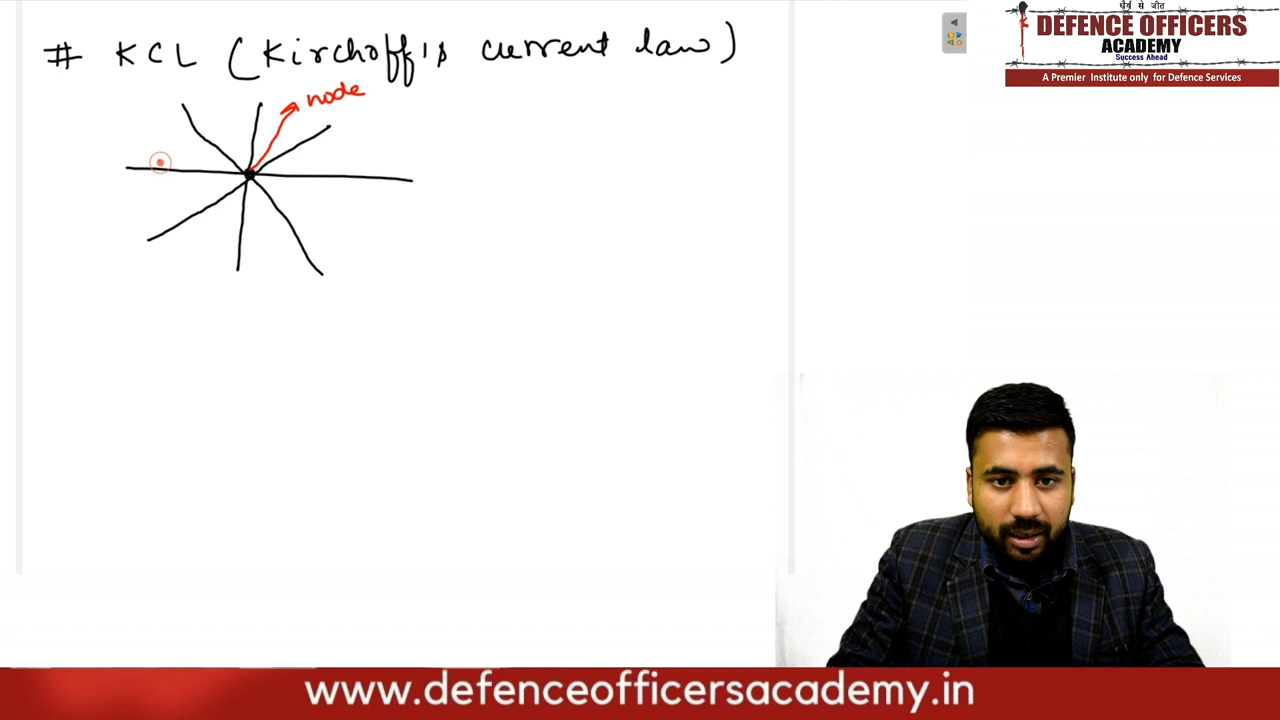 # KCL (Kirchoff's current law)
node
धैर्य से जीत
DEFENCE OFFICERS
ACADEMY
Success Ahead
A Premier Institute only for Defence Services
www.defenceofficersacademy.in